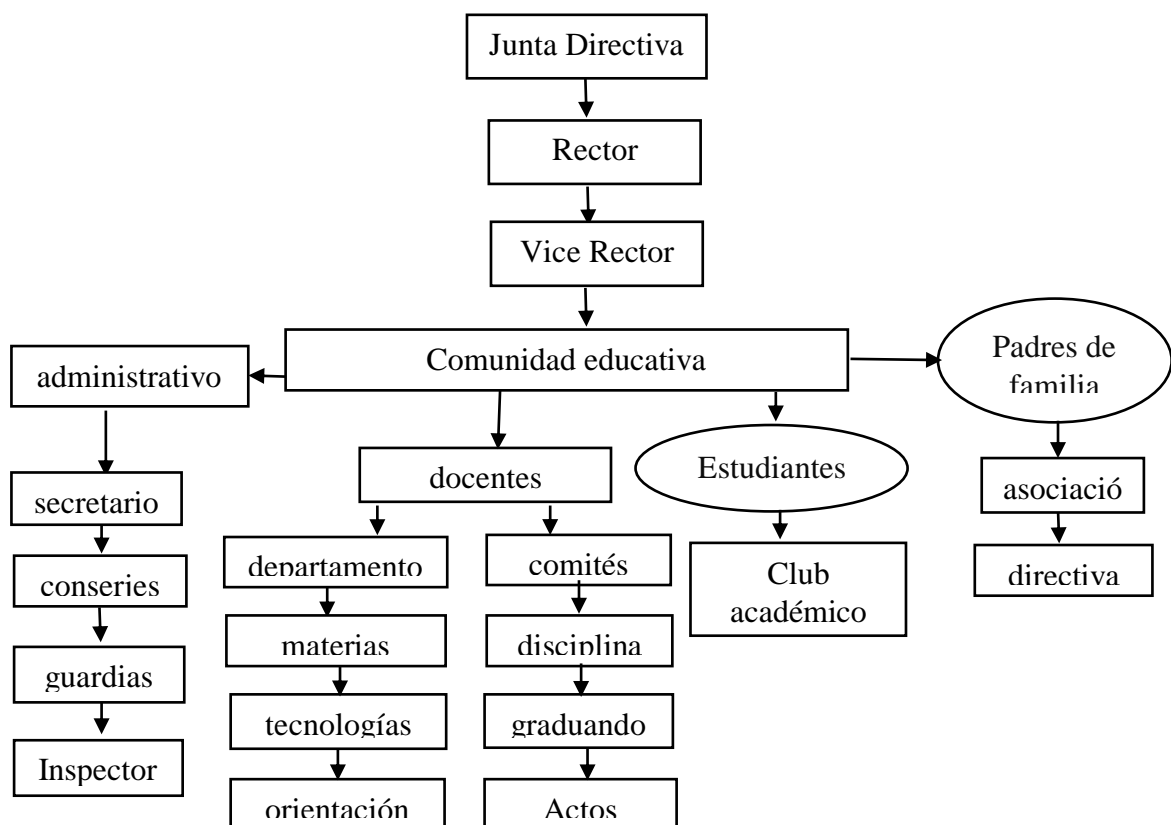 Junta Directiva
Rector
Vice Rector
Comunidad educativa
Padres de
familia
administrativo
docentes
Estudiantes
asociació
secretario
departamento
comités
Club
académico
directiva
conserjes
materias
disciplina
guardias
tecnologías
graduando
Inspector
orientación
Actos